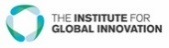 THE INSTITUTE FOR
GLOBAL INNOVATION